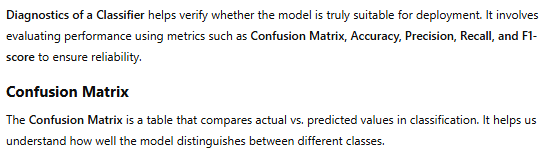 Diagnostics of a Classifier helps verify whether the model is truly suitable for deployment. It involves
evaluating performance using metrics such as Confusion Matrix, Accuracy, Precision, Recall, and F1-
score to ensure reliability.
Confusion Matrix
The Confusion Matrix is a table that compares actual vs. predicted values in classification. It helps us
understand how well the model distinguishes between different classes.